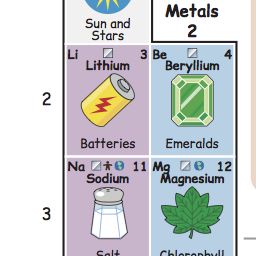 Sun and
Stars
Metals
2
Li 3
Lithium
Be 4
Beryllium
2
Batteries
Emeralds
Na 11
Sodium
Mg 12
Magnesium
3
Salt
Chlorophyll